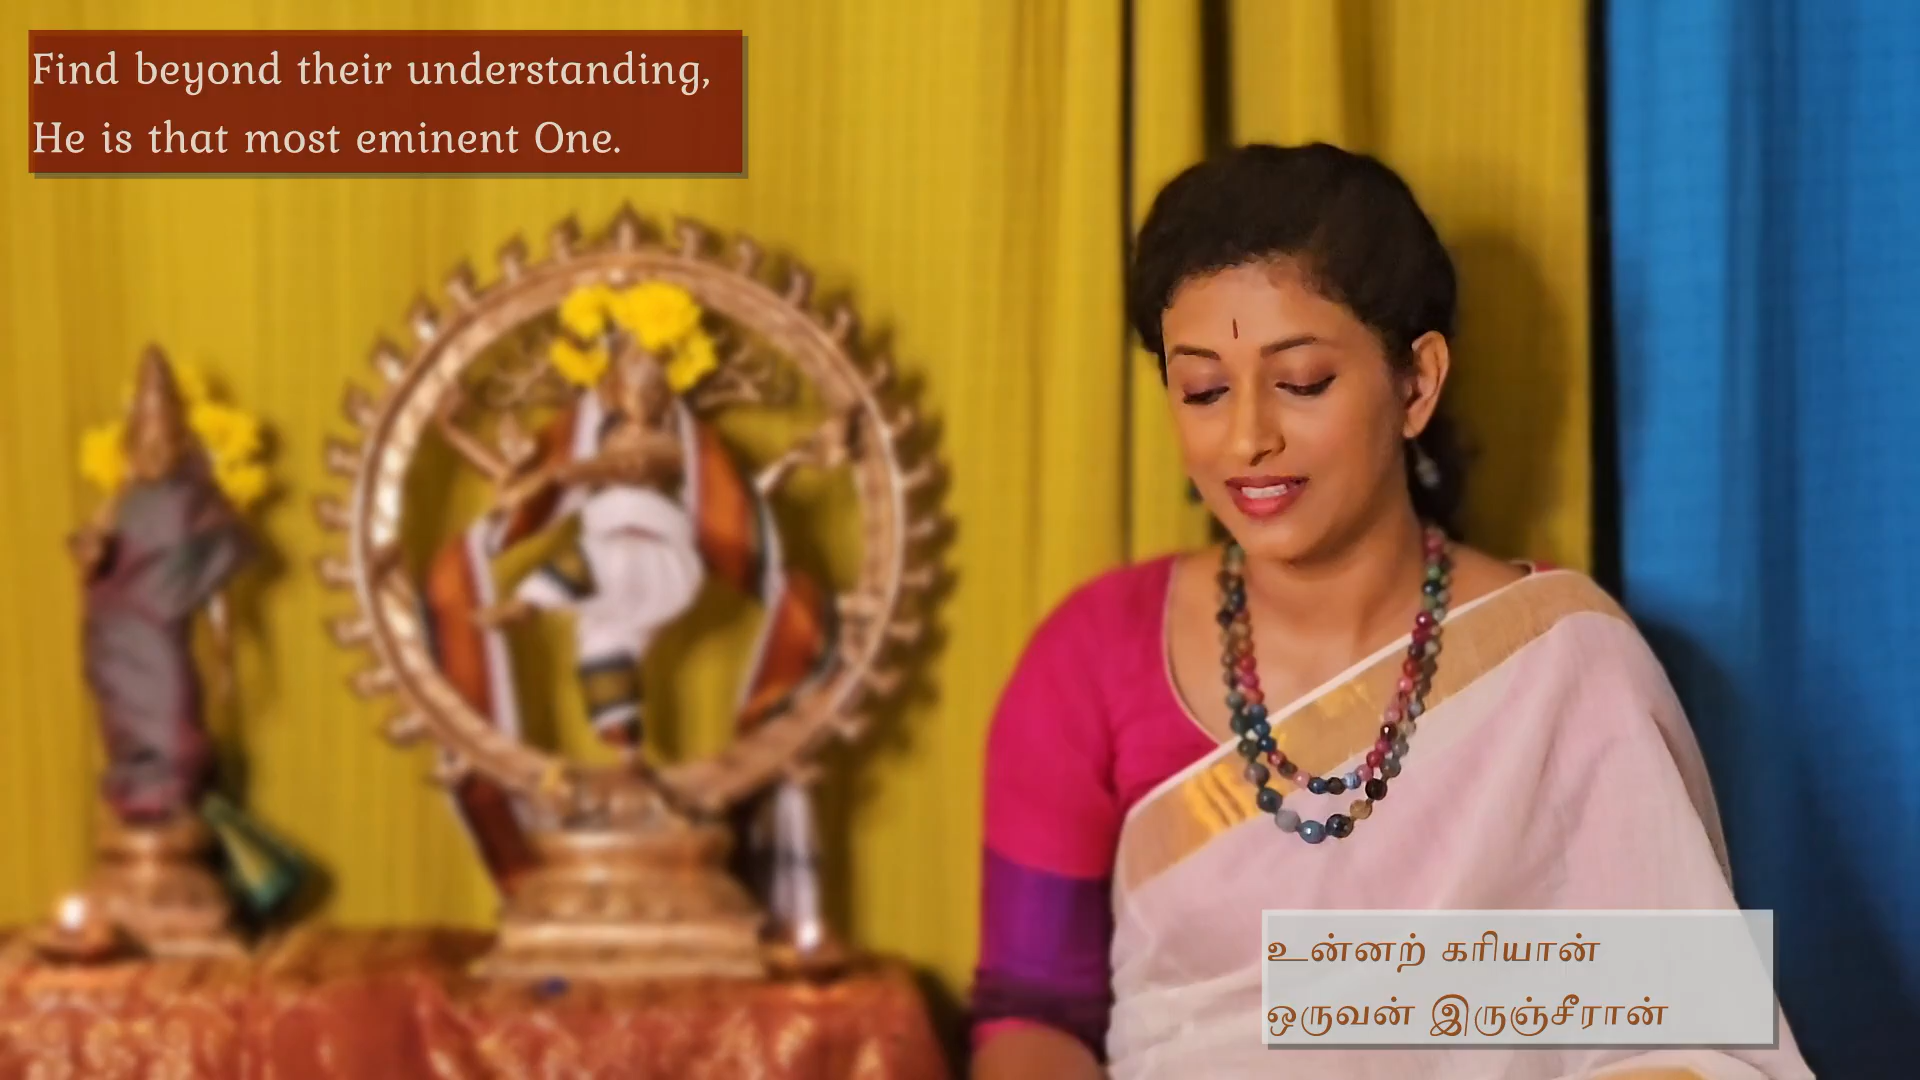 Find beyond their understanding,
He is that most eminent One.
உன்னற் கரியான்
ஒருவன் இருஞ்சீரான்